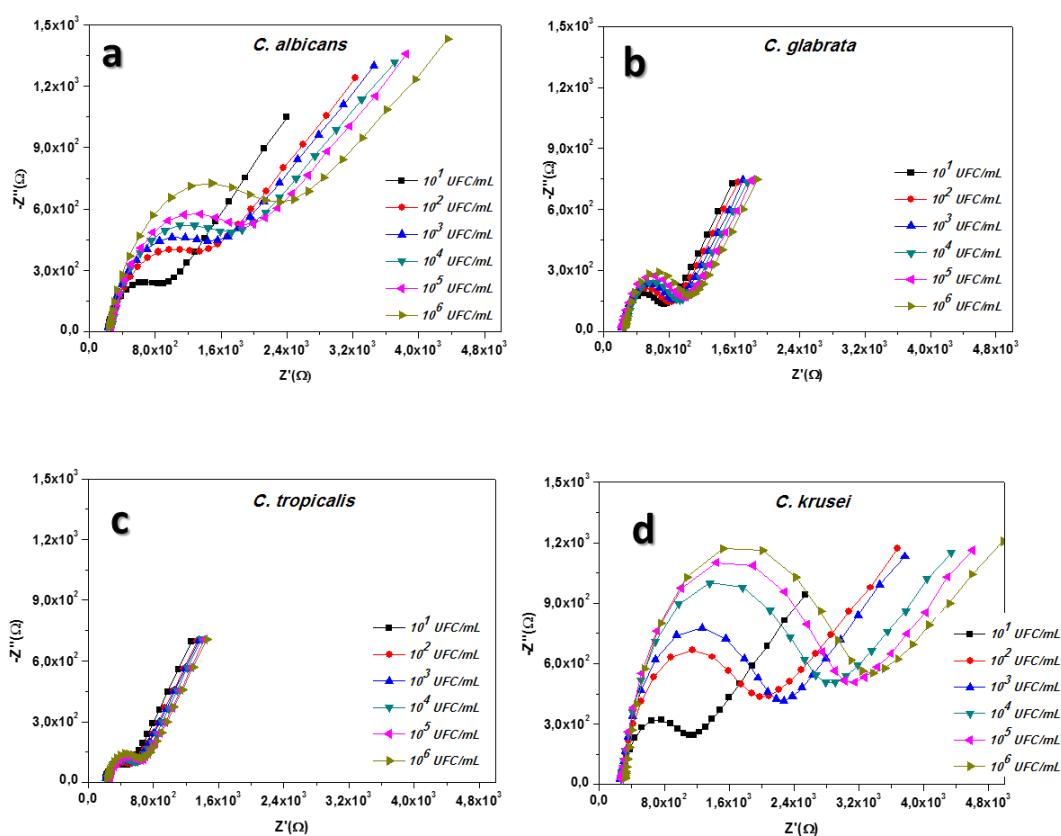 a
C. albicans
-Z''(Ω)
1,5x10³
1,2x10³
9,0x10²
6,0x10²
3,0x10²
0,0
10¹ UFC/mL
10² UFC/mL
10³ UFC/mL
10⁴ UFC/mL
10⁵ UFC/mL
10⁶ UFC/mL
0,0 8,0x10² 1,6x10³ 2,4x10³ 3,2x10³ 4,0x10³ 4,8x10³
Z'(Ω)
b
C. glabrata
-Z''(Ω)
1,5x10³
1,2x10³
9,0x10²
6,0x10²
3,0x10²
0,0
10¹ UFC/mL
10² UFC/mL
10³ UFC/mL
10⁴ UFC/mL
10⁵ UFC/mL
10⁶ UFC/mL
0,0 8,0x10² 1,6x10³ 2,4x10³ 3,2x10³ 4,0x10³ 4,8x10³
Z'(Ω)
c
C. tropicalis
-Z''(Ω)
1,5x10³
1,2x10³
9,0x10²
6,0x10²
3,0x10²
0,0
10¹ UFC/mL
10² UFC/mL
10³ UFC/mL
10⁴ UFC/mL
10⁵ UFC/mL
10⁶ UFC/mL
0,0 8,0x10² 1,6x10³ 2,4x10³ 3,2x10³ 4,0x10³ 4,8x10³
Z'(Ω)
d
C. krusei
-Z''(Ω)
1,5x10³
1,2x10³
9,0x10²
6,0x10²
3,0x10²
0,0
10¹ UFC/mL
10² UFC/mL
10³ UFC/mL
10⁴ UFC/mL
10⁵ UFC/mL
10⁶ UFC/mL
0,0 8,0x10² 1,6x10³ 2,4x10³ 3,2x10³ 4,0x10³ 4,8x10³
Z'(Ω)